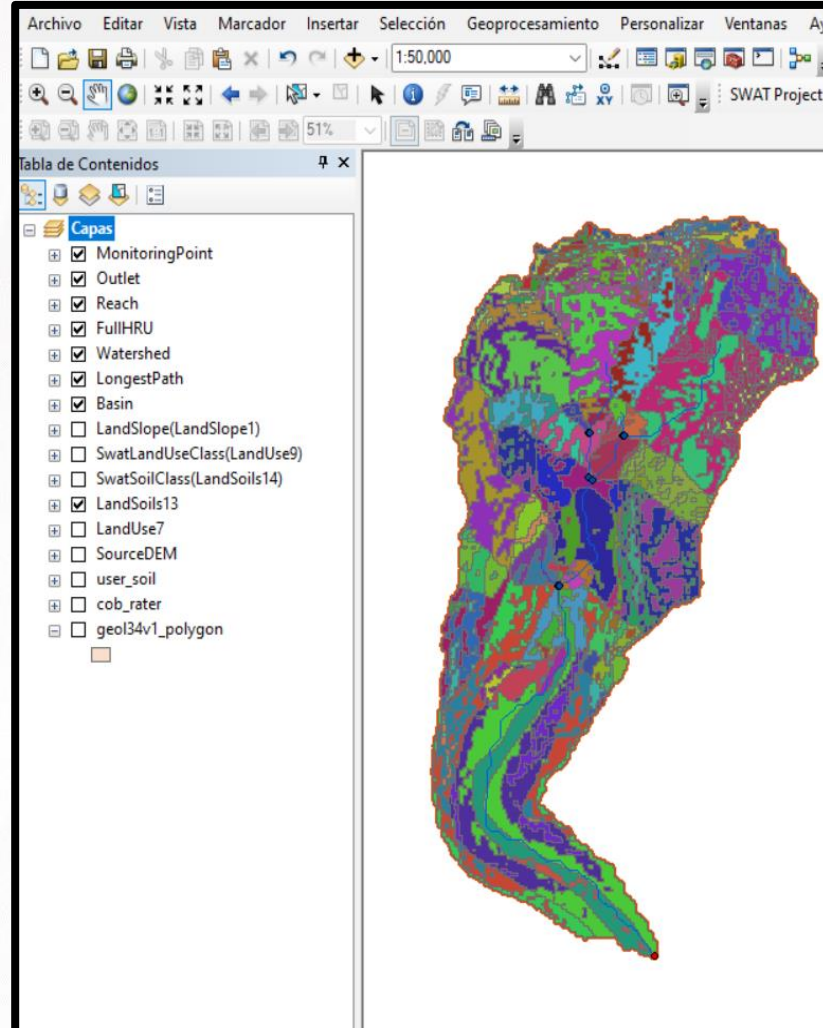 Archivo Editar Vista Marcador Insertar Selección Geoprocesamiento Personalizar Ventanas Ay
1:50,000
SWAT Project
51%
Tabla de Contenidos
Capas
MonitoringPoint
Outlet
Reach
FullHRU
Watershed
LongestPath
Basin
LandSlope(LandSlope1)
SwatLandUseClass(LandUse9)
SwatSoilClass(LandSoils14)
LandSoils13
LandUse7
SourceDEM
user_soil
cob_rater
geol34v1_polygon